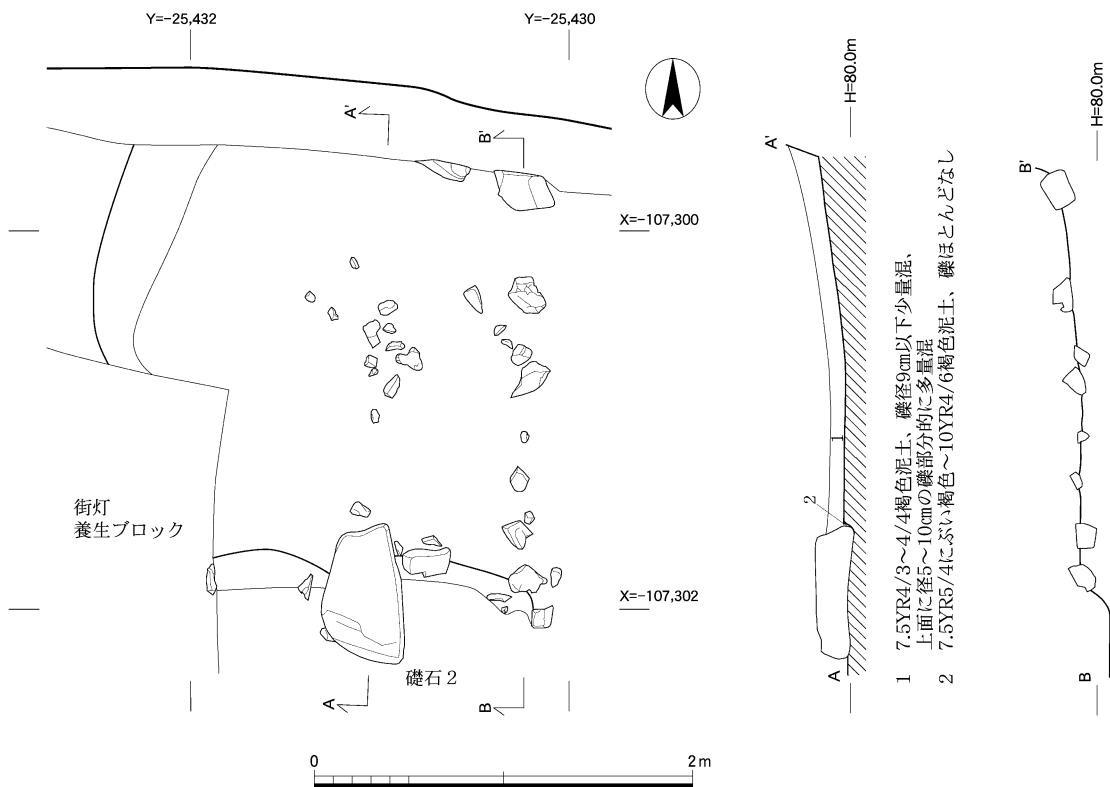 Y=−25,432
Y=−25,430
A'
B'
X=−107,300
街灯
養生ブロック
X=−107,302
礎石2
A
B
0
2m
H=80.0m
A'
1
2
A
1 7.5YR4/3〜4/4褐色泥土、礫径9cm以下少量混、
上面に径5〜10cmの礫部分的に多量混
2 7.5YR5/4にぶい褐色〜10YR4/6褐色泥土、礫ほとんどなし
H=80.0m
B'
B